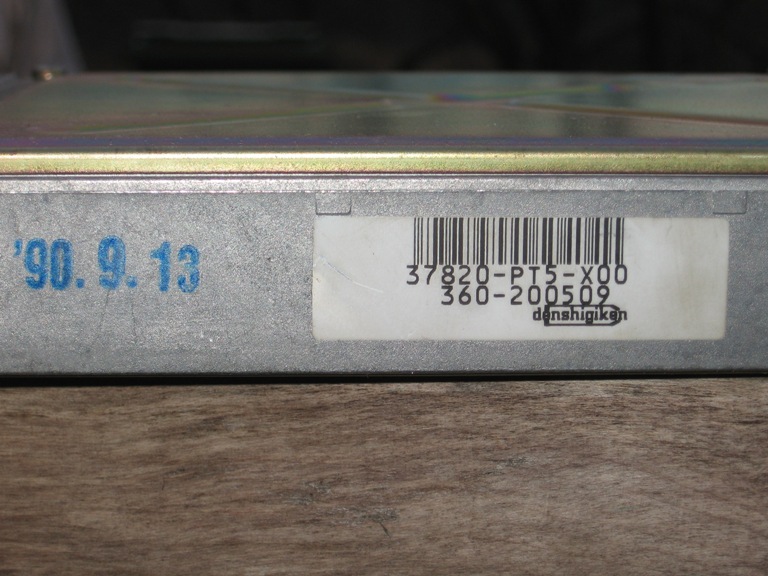 '90. 9. 13
37820-PT5-X00
360-200509
denshigiken